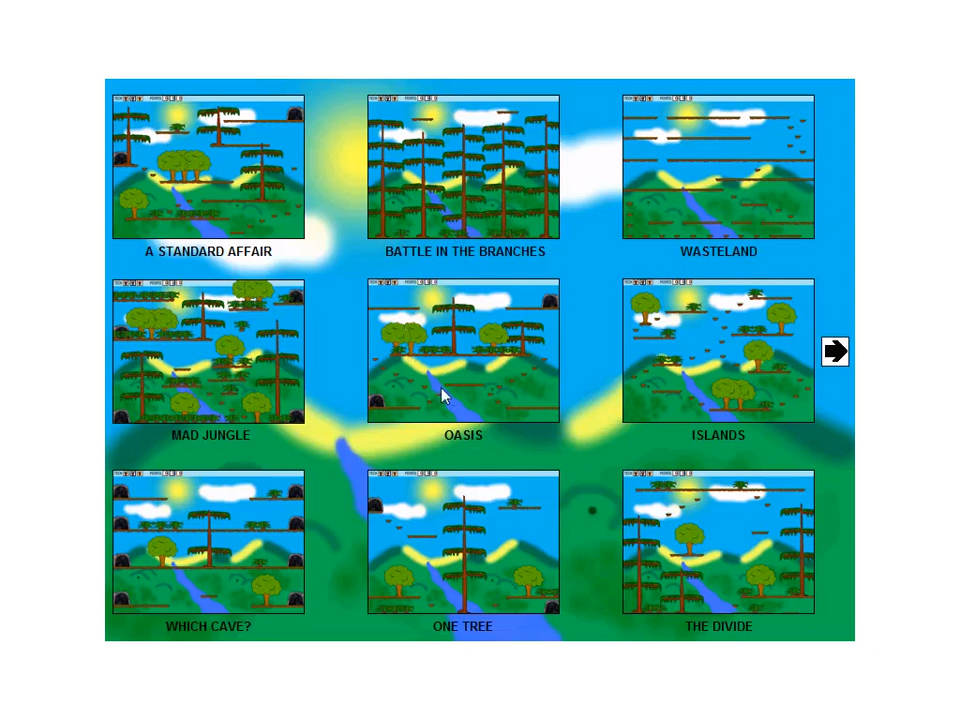 A STANDARD AFFAIR
BATTLE IN THE BRANCHES
WASTELAND
MAD JUNGLE
OASIS
ISLANDS
WHICH CAVE?
ONE TREE
THE DIVIDE